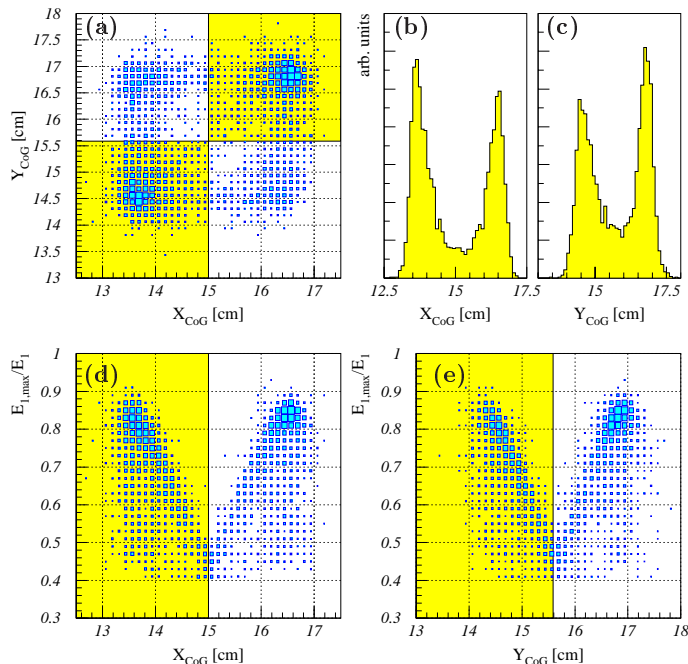 (a)
18
17.5
17
16.5
16
15.5
15
14.5
14
13.5
13
Y_CoG [cm]
13 14 15 16 17
X_CoG [cm]
(b)
arb. units
12.5 15 17.5
X_CoG [cm]
(c)
15 17.5
Y_CoG [cm]
(d)
1
0.9
0.8
0.7
0.6
0.5
0.4
0.3
E_1,max/E_1
13 14 15 16 17
X_CoG [cm]
(e)
1
0.9
0.8
0.7
0.6
0.5
0.4
0.3
E_1,max/E_1
13 14 15 16 17 18
Y_CoG [cm]